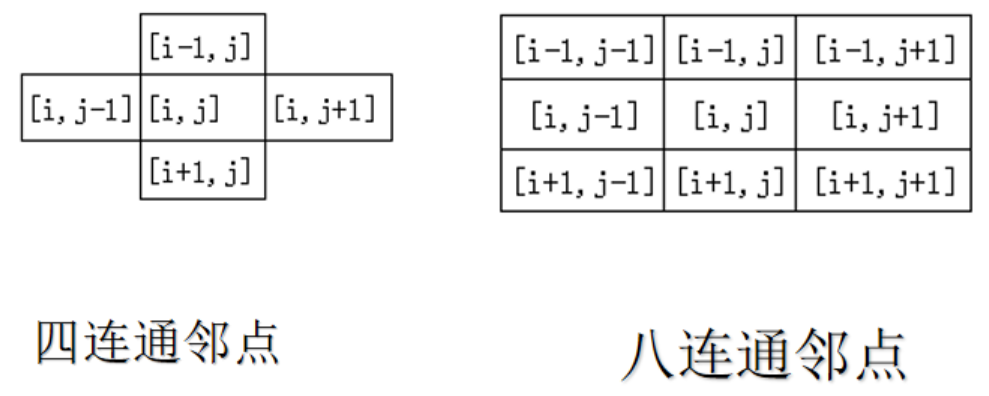 [i-1, j]
[i, j-1] [i, j] [i, j+1]
[i+1, j]
四连通邻点
[i-1, j-1] [i-1, j] [i-1, j+1]
[i, j-1] [i, j] [i, j+1]
[i+1, j-1] [i+1, j] [i+1, j+1]
八连通邻点